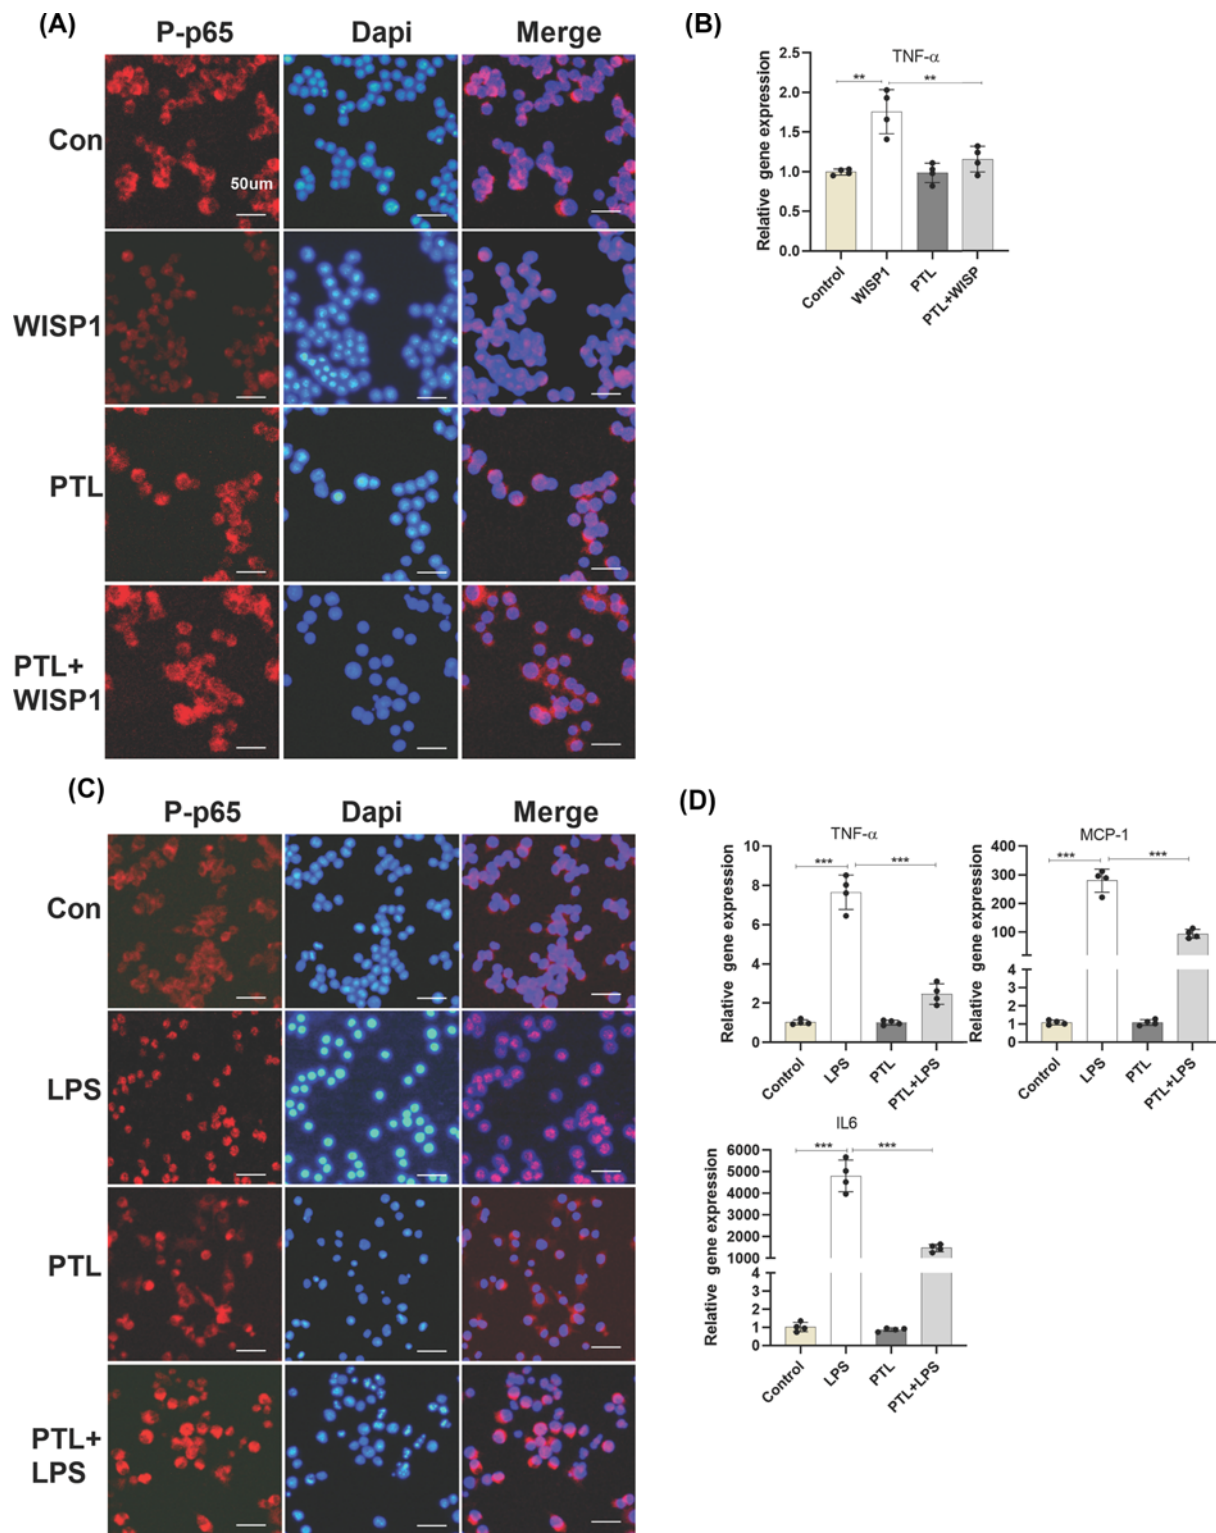 (A)
P-p65 Dapi Merge
Con
50um
WISP1
PTL
PTL+
WISP1
(B)
TNF-α
** **
Relative gene expression
2.5
2.0
1.5
1.0
0.5
0.0
Control WISP1 PTL PTL+WISP
(C)
P-p65 Dapi Merge
Con
LPS
PTL
PTL+
LPS
(D)
TNF-α
*** ***
Relative gene expression
10
8
6
4
2
0
Control LPS PTL PTL+LPS
MCP-1
*** ***
Relative gene expression
400
300
200
100
4
3
2
1
0
Control LPS PTL PTL+LPS
IL6
*** ***
Relative gene expression
6000
5000
4000
3000
2000
1000
4
3
2
1
0
Control LPS PTL PTL+LPS